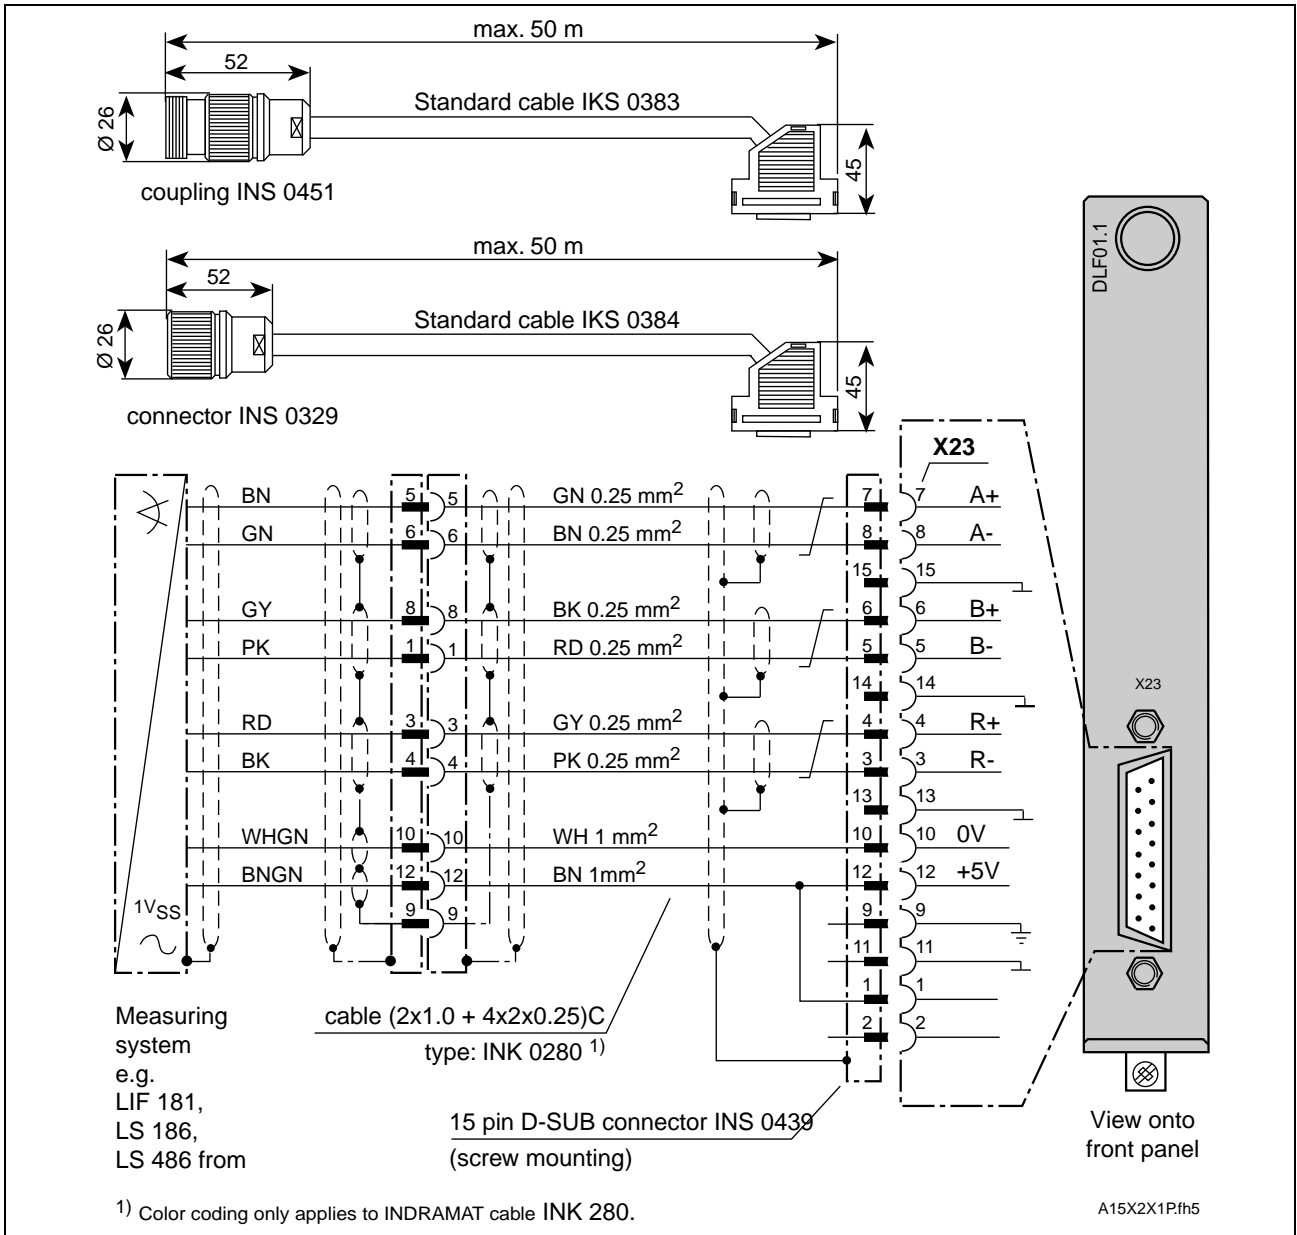 max. 50 m
52
Ø 26
Standard cable IKS 0383
45
coupling INS 0451
max. 50 m
52
Ø 26
Standard cable IKS 0384
45
connector INS 0329
DLF01.1
X23
BN 5 5 GN 0.25 mm² 7 7 A+
GN 6 6 BN 0.25 mm² 8 8 A-
15 15
GY 8 8 BK 0.25 mm² 6 6 B+
PK 1 1 RD 0.25 mm² 5 5 B-
14 14
RD 3 3 GY 0.25 mm² 4 4 R+
BK 4 4 PK 0.25 mm² 3 3 R-
13 13
WHGN 10 10 WH 1 mm² 10 10 0V
BNGN 12 12 BN 1mm² 12 12 +5V
9 9 9 9
11 11
1 1
2 2
1VSS
X23
Measuring
system
e.g.
LIF 181,
LS 186,
LS 486 from
cable (2x1.0 + 4x2x0.25)C
type: INK 0280 1)
15 pin D-SUB connector INS 0439
(screw mounting)
View onto
front panel
1) Color coding only applies to INDRAMAT cable INK 280.
A15X2X1P.fh5